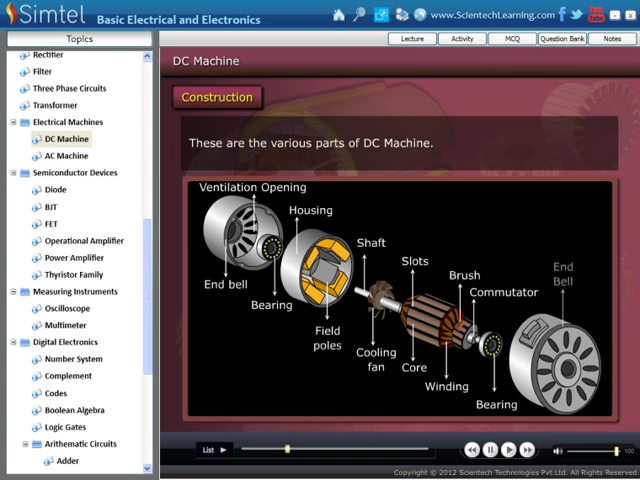 Simtel
Basic Electrical and Electronics
www.ScientechLearning.com
Topics
Lecture
Activity
MCQ
Question Bank
Notes
Rectifier
Filter
Three Phase Circuits
Transformer
Electrical Machines
DC Machine
AC Machine
Semiconductor Devices
Diode
BJT
FET
Operational Amplifier
Power Amplifier
Thyristor Family
Measuring Instruments
Oscilloscope
Multimeter
Digital Electronics
Number System
Complement
Codes
Boolean Algebra
Logic Gates
Arithematic Circuits
Adder
DC Machine
Construction
These are the various parts of DC Machine.
Ventilation Opening
Housing
Shaft
Slots
Brush
Commutator
End
Bell
End bell
Bearing
Field
poles
Cooling
fan
Core
Winding
Bearing
List
100
Copyright © 2012 Scientech Technologies Pvt.Ltd. All Rights Reserved.